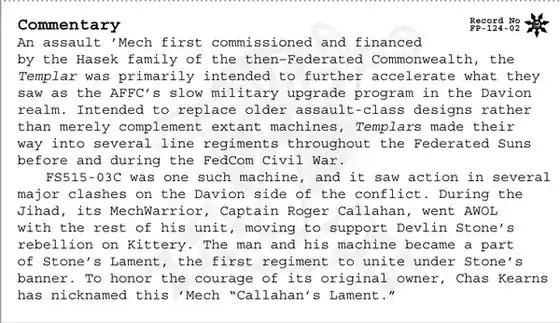 Commentary
Record No
FP-124-02
An assault ’Mech first commissioned and financed
by the Hasek family of the then–Federated Commonwealth, the
Templar was primarily intended to further accelerate what they
saw as the AFFC’s slow military upgrade program in the Davion
realm. Intended to replace older assault-class designs rather
than merely complement extant machines, Templars made their
way into several line regiments throughout the Federated Suns
before and during the FedCom Civil War.
FS515-03C was one such machine, and it saw action in several
major clashes on the Davion side of the conflict. During the
Jihad, its MechWarrior, Captain Roger Callahan, went AWOL
with the rest of his unit, moving to support Devlin Stone’s
rebellion on Kittery. The man and his machine became a part
of Stone’s Lament, the first regiment to unite under Stone’s
banner. To honor the courage of its original owner, Chas Kearns
has nicknamed this ’Mech “Callahan’s Lament.”